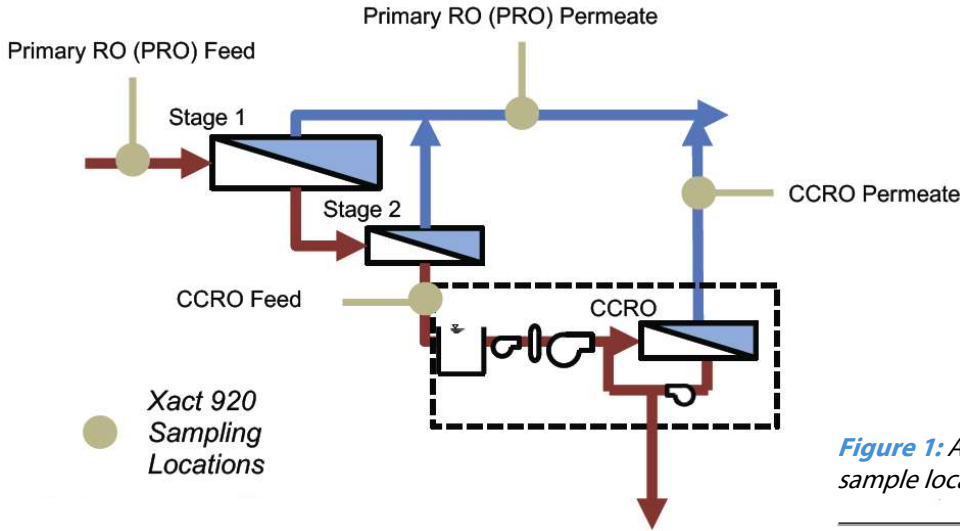 Primary RO (PRO) Permeate
Primary RO (PRO) Feed
Stage 1
CCRO Permeate
Stage 2
CCRO Feed
CCRO
Xact 920
Sampling
Locations
Figure 1: A
sample loca